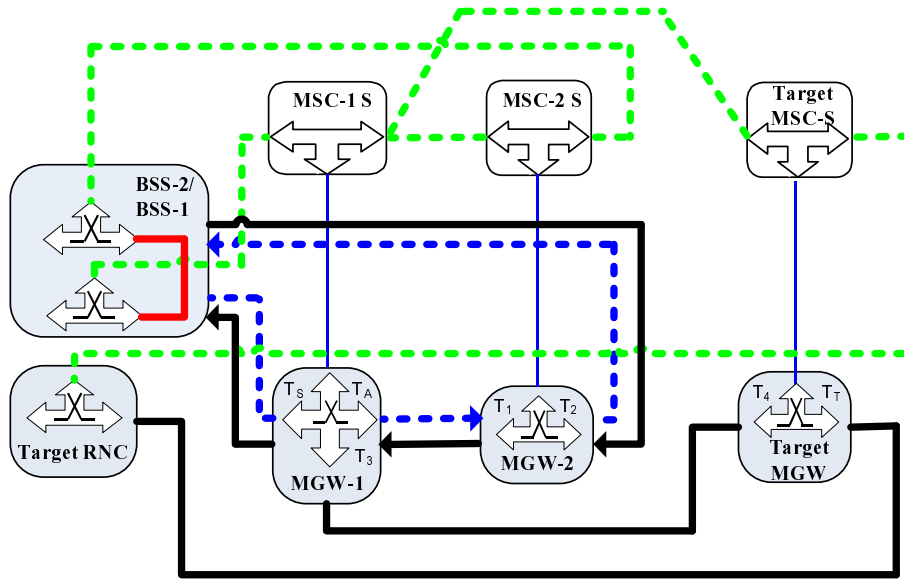 MSC-1 S
MSC-2 S
Target
MSC-S
BSS-2/
BSS-1
TS
TA
T3
MGW-1
T1
T2
MGW-2
T4
TT
Target
MGW
Target RNC